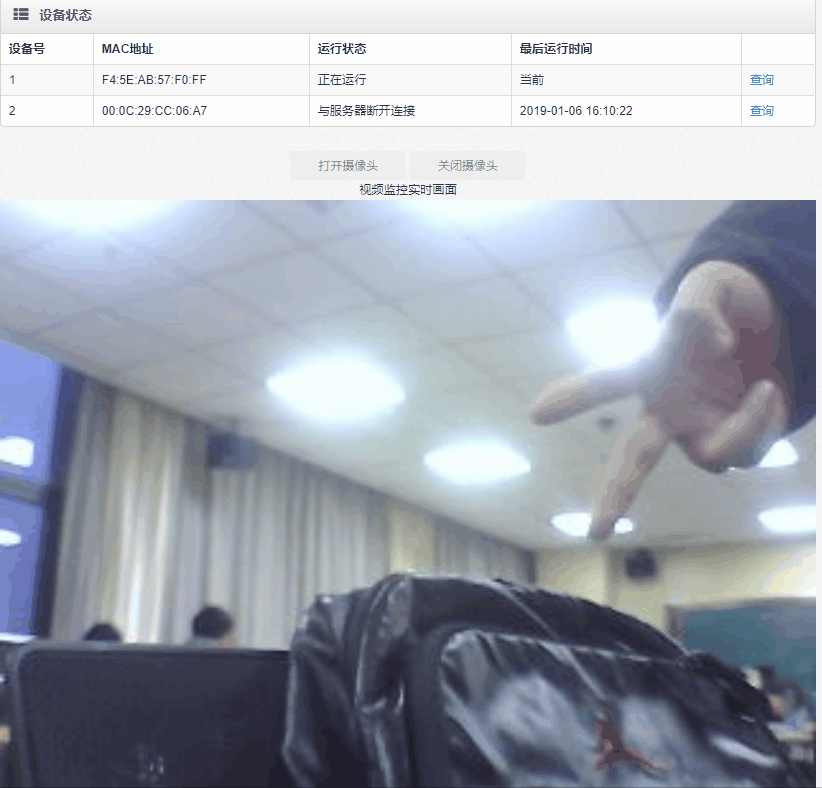 设备状态
设备号 MAC地址 运行状态 最后运行时间
1 F4:5E:AB:57:F0:FF 正在运行 当前 查询
2 00:0C:29:CC:06:A7 与服务器断开连接 2019-01-06 16:10:22 查询
打开摄像头 关闭摄像头
视频监控实时画面